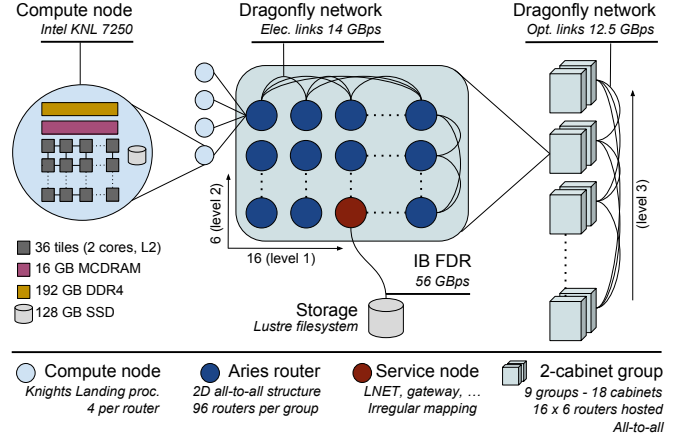 Compute node
Intel KNL 7250
Dragonfly network
Elec. links 14 GBps
Dragonfly network
Opt. links 12.5 GBps
6 (level 2)
16 (level 1)
(level 3)
36 tiles (2 cores, L2)
16 GB MCDRAM
192 GB DDR4
128 GB SSD
IB FDR
56 GBps
Storage
Lustre filesystem
Compute node
Knights Landing proc.
4 per router
Aries router
2D all-to-all structure
96 routers per group
Service node
LNET, gateway, ...
Irregular mapping
2-cabinet group
9 groups - 18 cabinets
16 x 6 routers hosted
All-to-all